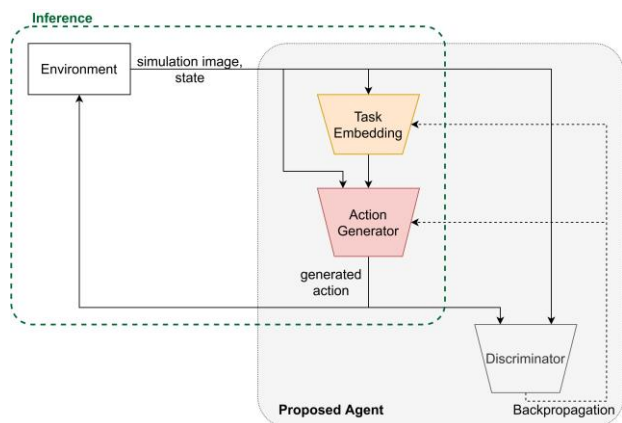 Inference
Environment
simulation image,
state
Task
Embedding
Action
Generator
generated
action
Discriminator
Proposed Agent
Backpropagation